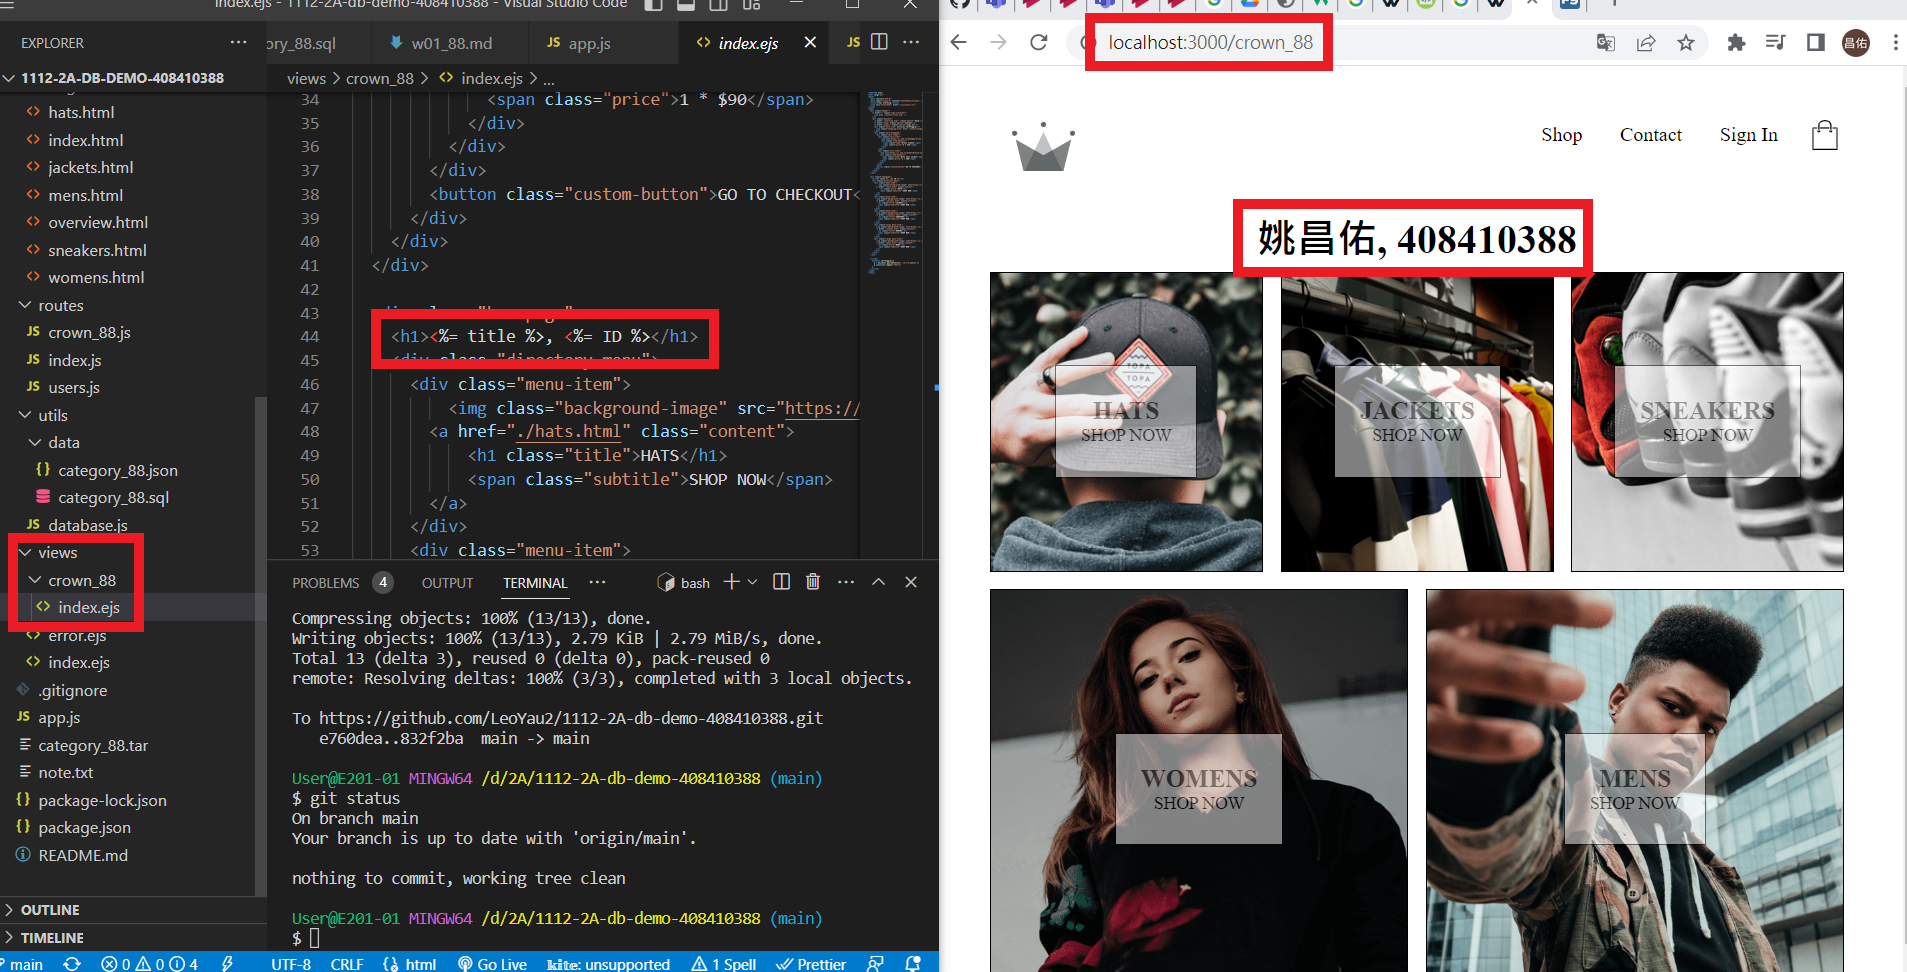 index.ejs - 1112-2A-db-demo-408410388 - Visual Studio Code
EXPLORER
1112-2A-DB-DEMO-408410388
hats.html
index.html
jackets.html
mens.html
overview.html
sneakers.html
womens.html
routes
crown_88.js
index.js
users.js
utils
data
category_88.json
category_88.sql
database.js
views
crown_88
index.ejs
error.ejs
index.ejs
.gitignore
app.js
category_88.tar
note.txt
package-lock.json
package.json
README.md
OUTLINE
TIMELINE
ory_88.sql
w01_88.md
app.js
index.ejs
views > crown_88 > index.ejs > ...
34 <span class="price">1 * $90</span>
35 </div>
36 </div>
37 </div>
38 <button class="custom-button">GO TO CHECKOUT<
39 </div>
40 </div>
41 </div>
42
43
44 <h1><%= title %>, <%= ID %></h1>
45 <div class="directory-menu">
46 <div class="menu-item">
47 <img class="background-image" src="https://
48 <a href="./hats.html" class="content">
49 <h1 class="title">HATS</h1>
50 <span class="subtitle">SHOP NOW</span>
51 </a>
52 </div>
53 <div class="menu-item">
PROBLEMS 4 OUTPUT TERMINAL ... bash
Compressing objects: 100% (13/13), done.
Writing objects: 100% (13/13), 2.79 KiB | 2.79 MiB/s, done.
Total 13 (delta 3), reused 0 (delta 0), pack-reused 0
remote: Resolving deltas: 100% (3/3), completed with 3 local objects.
To https://github.com/LeoYau2/1112-2A-db-demo-408410388.git
e760dea..832f2ba main -> main
User@E201-01 MINGW64 /d/2A/1112-2A-db-demo-408410388 (main)
$ git status
On branch main
Your branch is up to date with 'origin/main'.
nothing to commit, working tree clean
User@E201-01 MINGW64 /d/2A/1112-2A-db-demo-408410388 (main)
$
main 0 0 4 UTF-8 CRLF html Go Live kite: unsupported 1 Spell Prettier
localhost:3000/crown_88
昌佑
Shop Contact Sign In
姚昌佑, 408410388
TOPA
TOPA
HATS
SHOP NOW
JACKETS
SHOP NOW
SNEAKERS
SHOP NOW
WOMENS
SHOP NOW
MENS
SHOP NOW